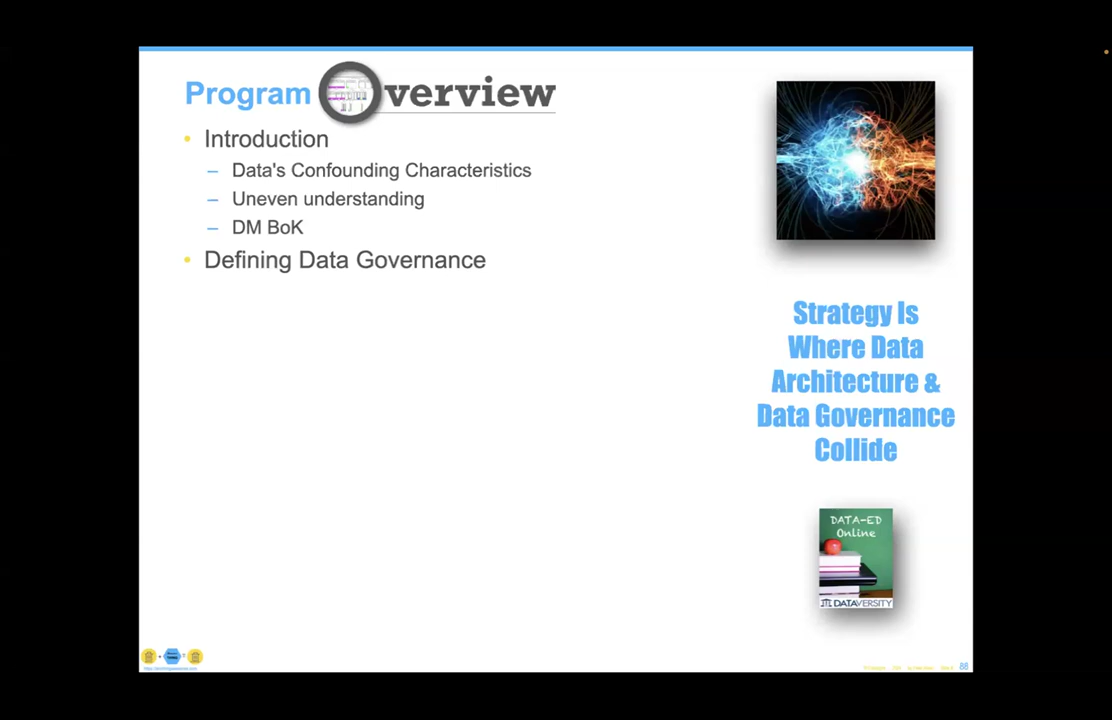 Program Overview
• Introduction
– Data's Confounding Characteristics
– Uneven understanding
– DM BoK
• Defining Data Governance
Strategy Is
Where Data
Architecture &
Data Governance
Collide
DATA-ED
Online
DATAVERSITY
88